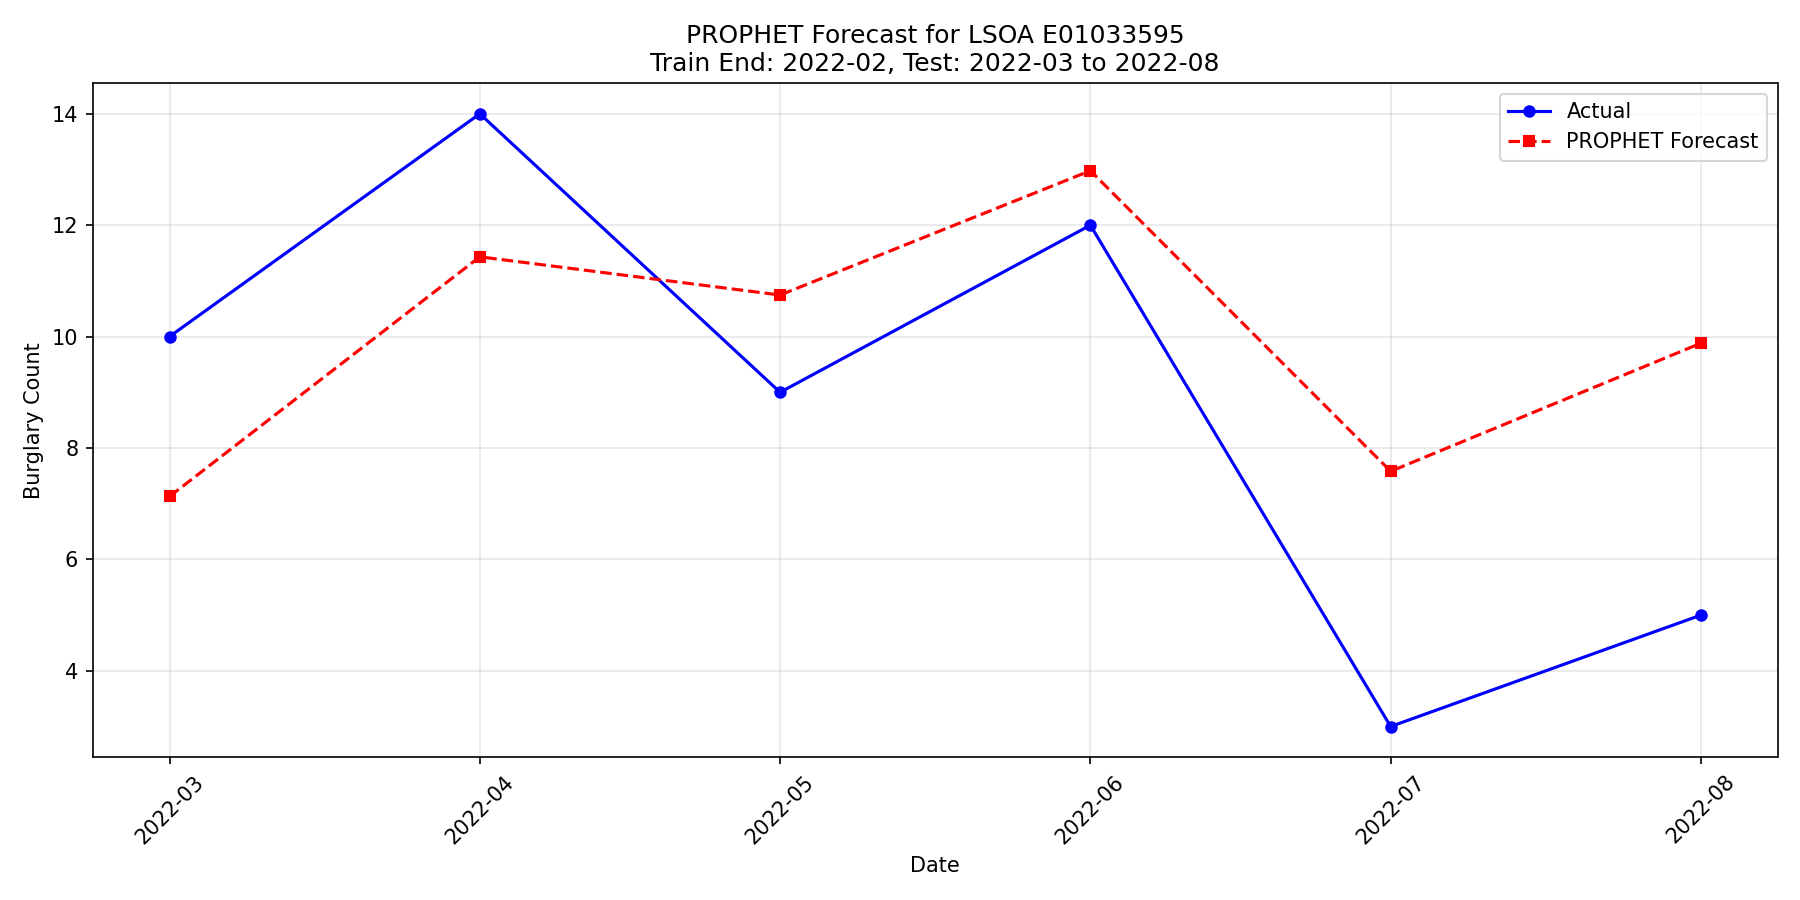 PROPHET Forecast for LSOA E01033595
Train End: 2022-02, Test: 2022-03 to 2022-08
Actual
PROPHET Forecast
Burglary Count
14
12
10
8
6
4
2022-03
2022-04
2022-05
2022-06
2022-07
2022-08
Date